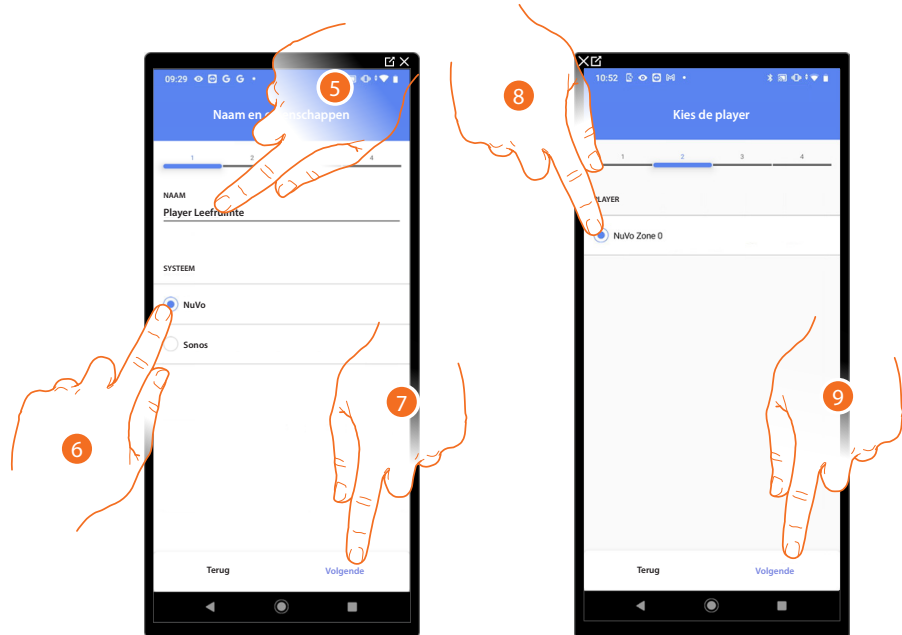 09:29 G G
5
Naam en schappen
1 2 4
NAAM
Player Leefruimte
SYSTEEM
NuVo
Sonos
6
7
Terug Volgende
10:52
8
Kies de player
1 2 3 4
PLAYER
NuVo Zone 0
9
Terug Volgende